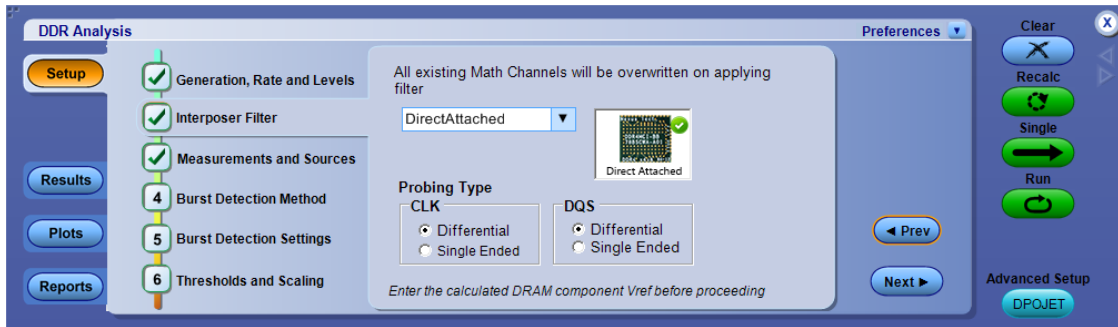 DDR Analysis
Preferences
Setup
Results
Plots
Reports
Generation, Rate and Levels
Interposer Filter
Measurements and Sources
4 Burst Detection Method
5 Burst Detection Settings
6 Thresholds and Scaling
All existing Math Channels will be overwritten on applying
filter
DirectAttached
Direct Attached
Probing Type
CLK
Differential
Single Ended
DQS
Differential
Single Ended
Enter the calculated DRAM component Vref before proceeding
Prev
Next
Clear
X
Recalc
Single
Run
Advanced Setup
DPOJET